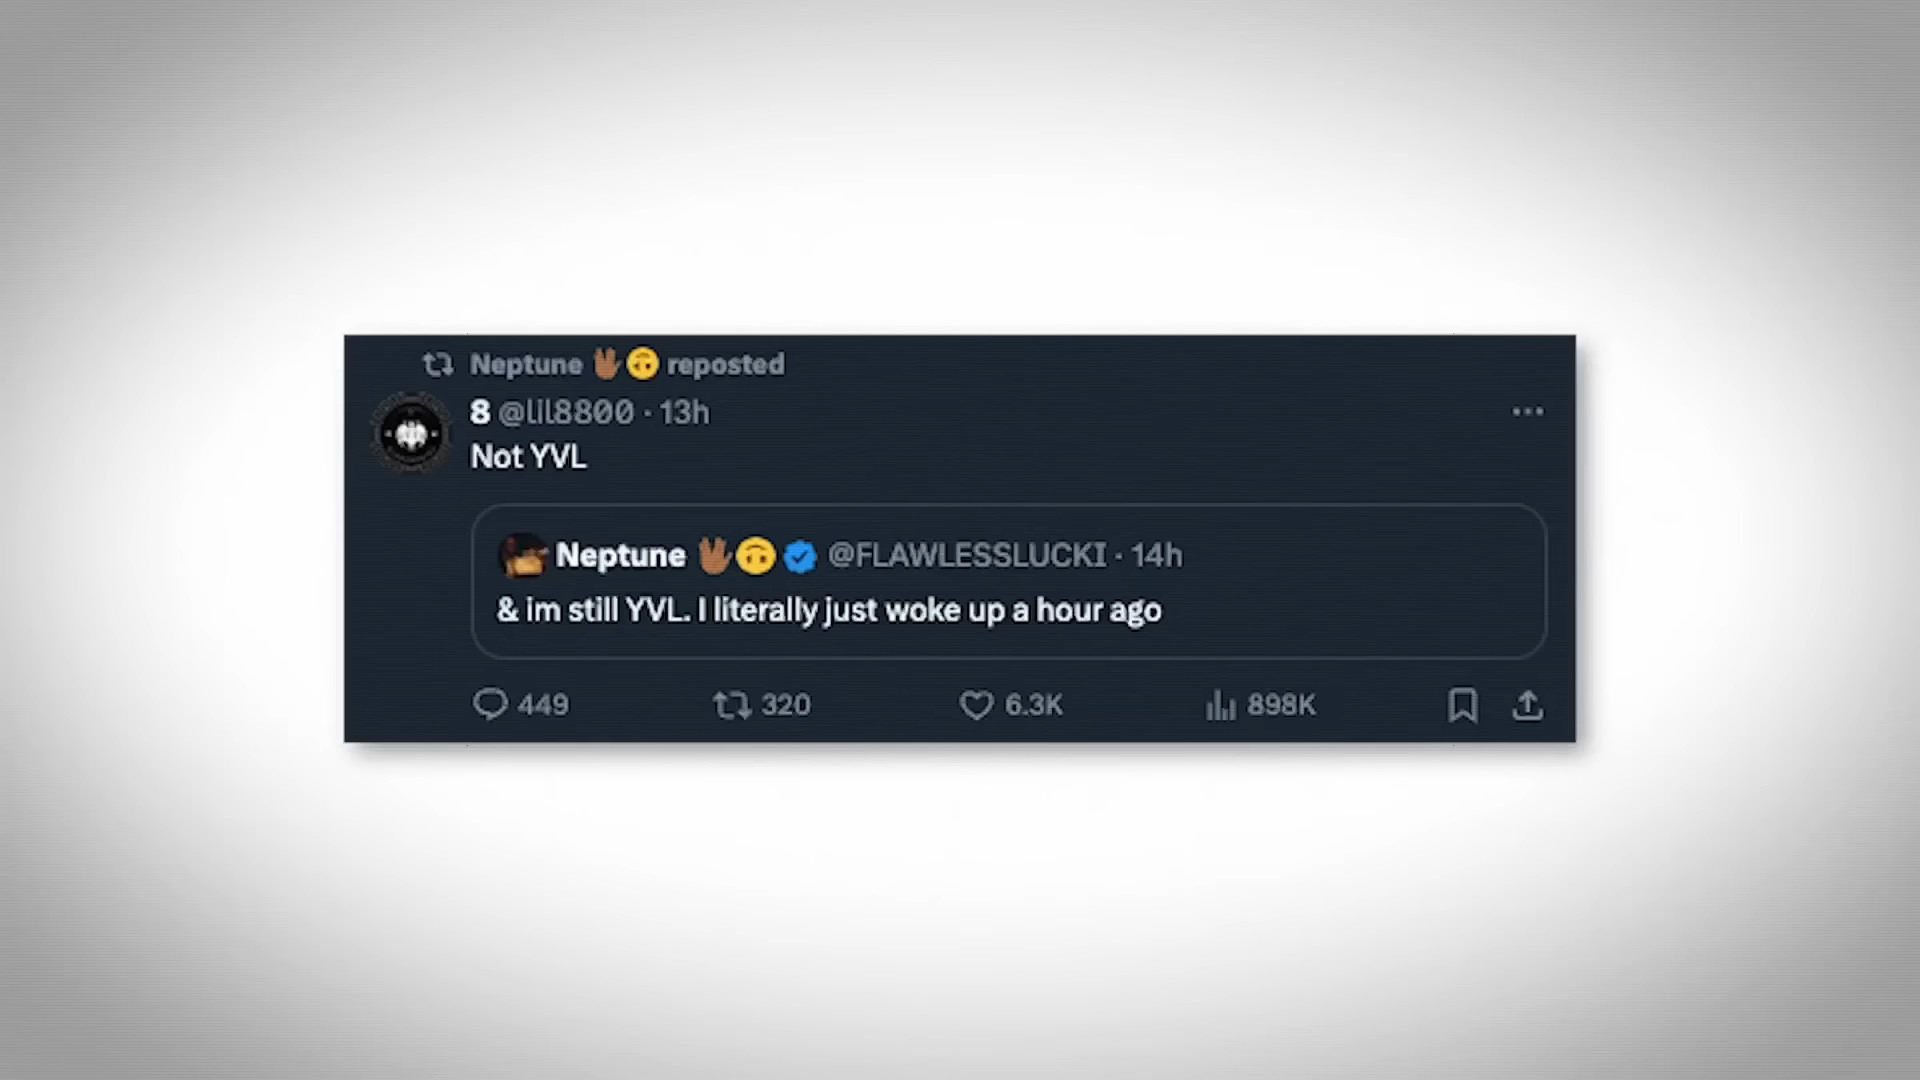 Neptune 🖖🏾🙃 reposted
8 @lil8800 · 13h
Not YVL
Neptune 🖖🏾🙃 @FLAWLESSLUCKI · 14h
& im still YVL. I literally just woke up a hour ago
449 320 6.3K 898K